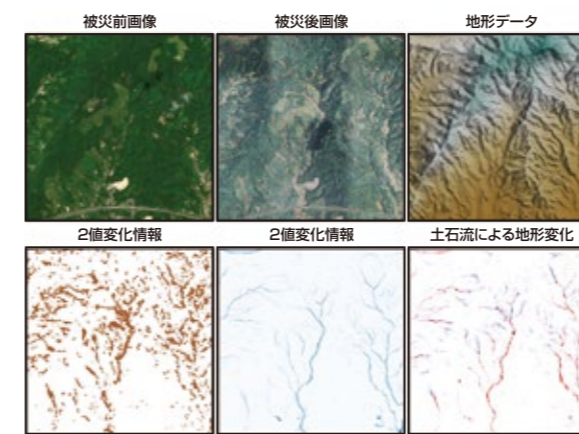 被災前画像
被災後画像
地形データ
2値変化情報
2値変化情報
土石流による地形変化